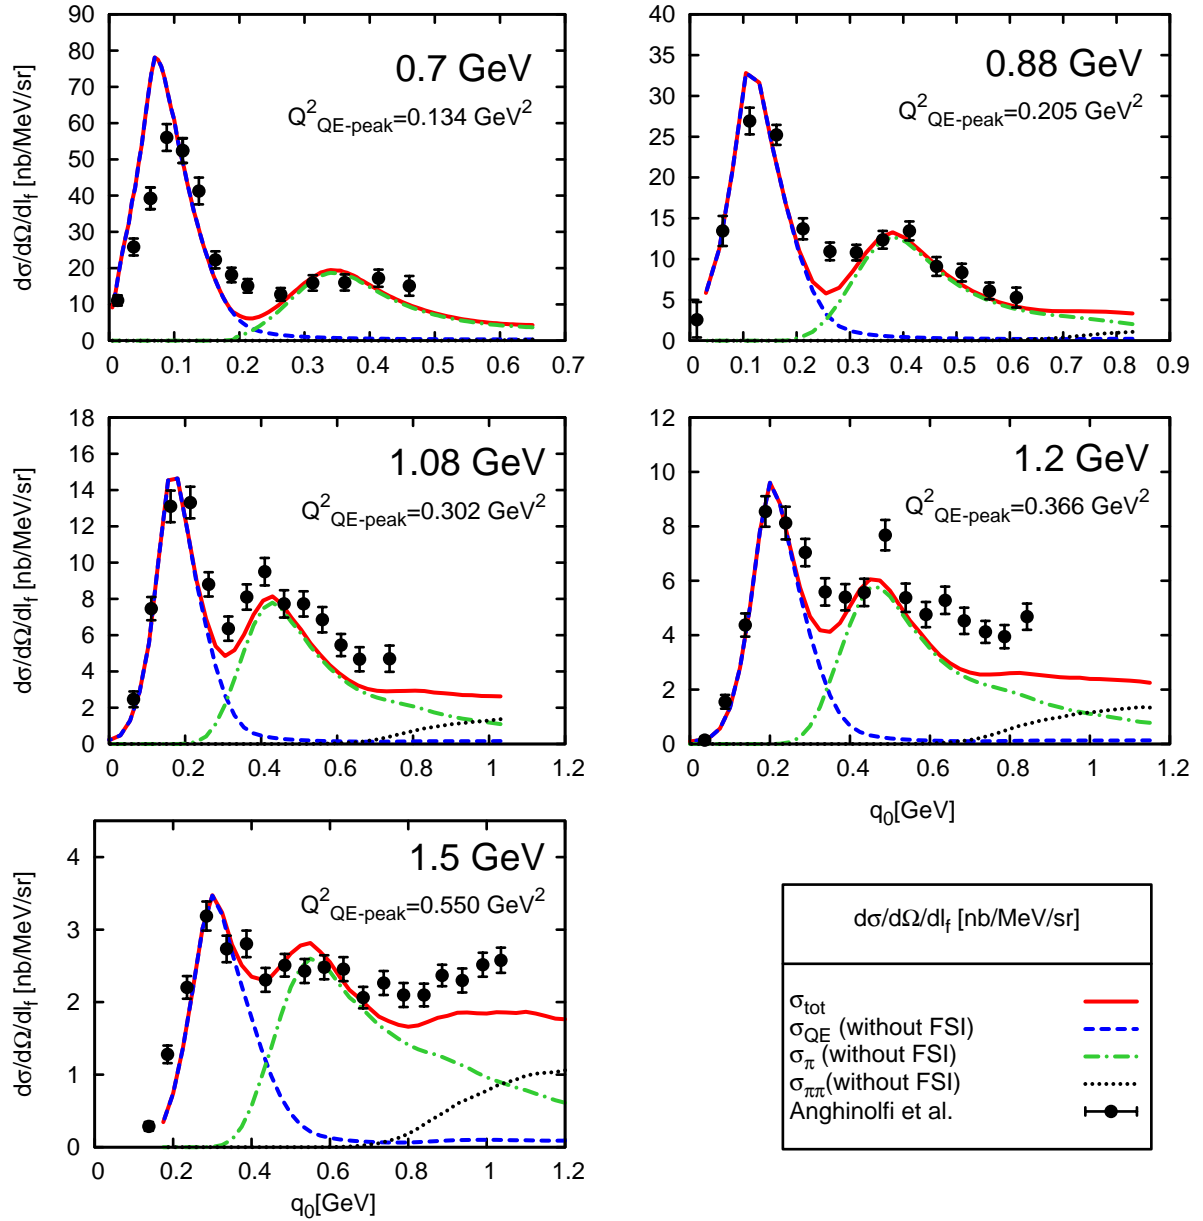 90
80
70
60
50
40
30
20
10
0
dσ/dΩ/dl_f [nb/MeV/sr]
0.7 GeV
Q²_QE-peak=0.134 GeV²
0 0.1 0.2 0.3 0.4 0.5 0.6 0.7
40
35
30
25
20
15
10
5
0
0.88 GeV
Q²_QE-peak=0.205 GeV²
0 0.1 0.2 0.3 0.4 0.5 0.6 0.7 0.8 0.9
18
16
14
12
10
8
6
4
2
0
dσ/dΩ/dl_f [nb/MeV/sr]
1.08 GeV
Q²_QE-peak=0.302 GeV²
0 0.2 0.4 0.6 0.8 1 1.2
12
10
8
6
4
2
0
1.2 GeV
Q²_QE-peak=0.366 GeV²
0 0.2 0.4 0.6 0.8 1 1.2
q_0[GeV]
4
3
2
1
0
dσ/dΩ/dl_f [nb/MeV/sr]
1.5 GeV
Q²_QE-peak=0.550 GeV²
0 0.2 0.4 0.6 0.8 1 1.2
q_0[GeV]
dσ/dΩ/dl_f [nb/MeV/sr]
σ_tot
σ_QE (without FSI)
σ_π (without FSI)
σ_ππ(without FSI)
Anghinolfi et al.